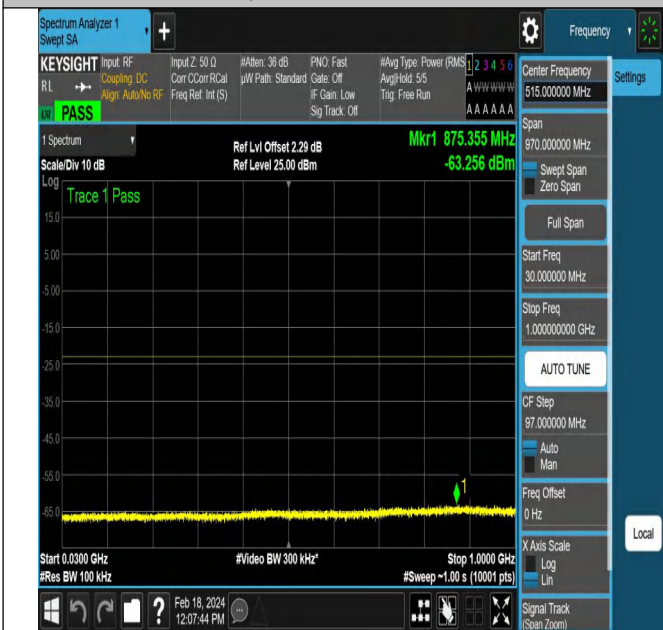 Spectrum Analyzer 1
Swept SA
+
Frequency
KEYSIGHT
RL
PASS
Input: RF
Coupling: DC
Align: Auto/No RF
Input Z: 50 Ω
Corr CCorr RCal
Freq Ref: Int (S)
#Atten: 36 dB
µW Path: Standard
PNO: Fast
Gate: Off
IF Gain: Low
Sig Track: Off
#Avg Type: Power (RMS
Avg|Hold: 5/5
Trig: Free Run
1 2 3 4 5 6
A W W W W W
A A A A A A
1 Spectrum
Scale/Div 10 dB
Log
Ref Lvl Offset 2.29 dB
Ref Level 25.00 dBm
Mkr1 875.355 MHz
-63.256 dBm
Trace 1 Pass
15.0
5.00
-5.00
-15.0
-25.0
-35.0
-45.0
-55.0
-65.0
1
Start 0.0300 GHz
#Res BW 100 kHz
#Video BW 300 kHz*
Stop 1.0000 GHz
#Sweep ~1.00 s (10001 pts)
Feb 18, 2024
12:07:44 PM
Center Frequency
515.000000 MHz
Settings
Span
970.000000 MHz
Swept Span
Zero Span
Full Span
Start Freq
30.000000 MHz
Stop Freq
1.000000000 GHz
AUTO TUNE
CF Step
97.000000 MHz
Auto
Man
Freq Offset
0 Hz
X Axis Scale
Log
Lin
Signal Track
(Span Zoom)
Local